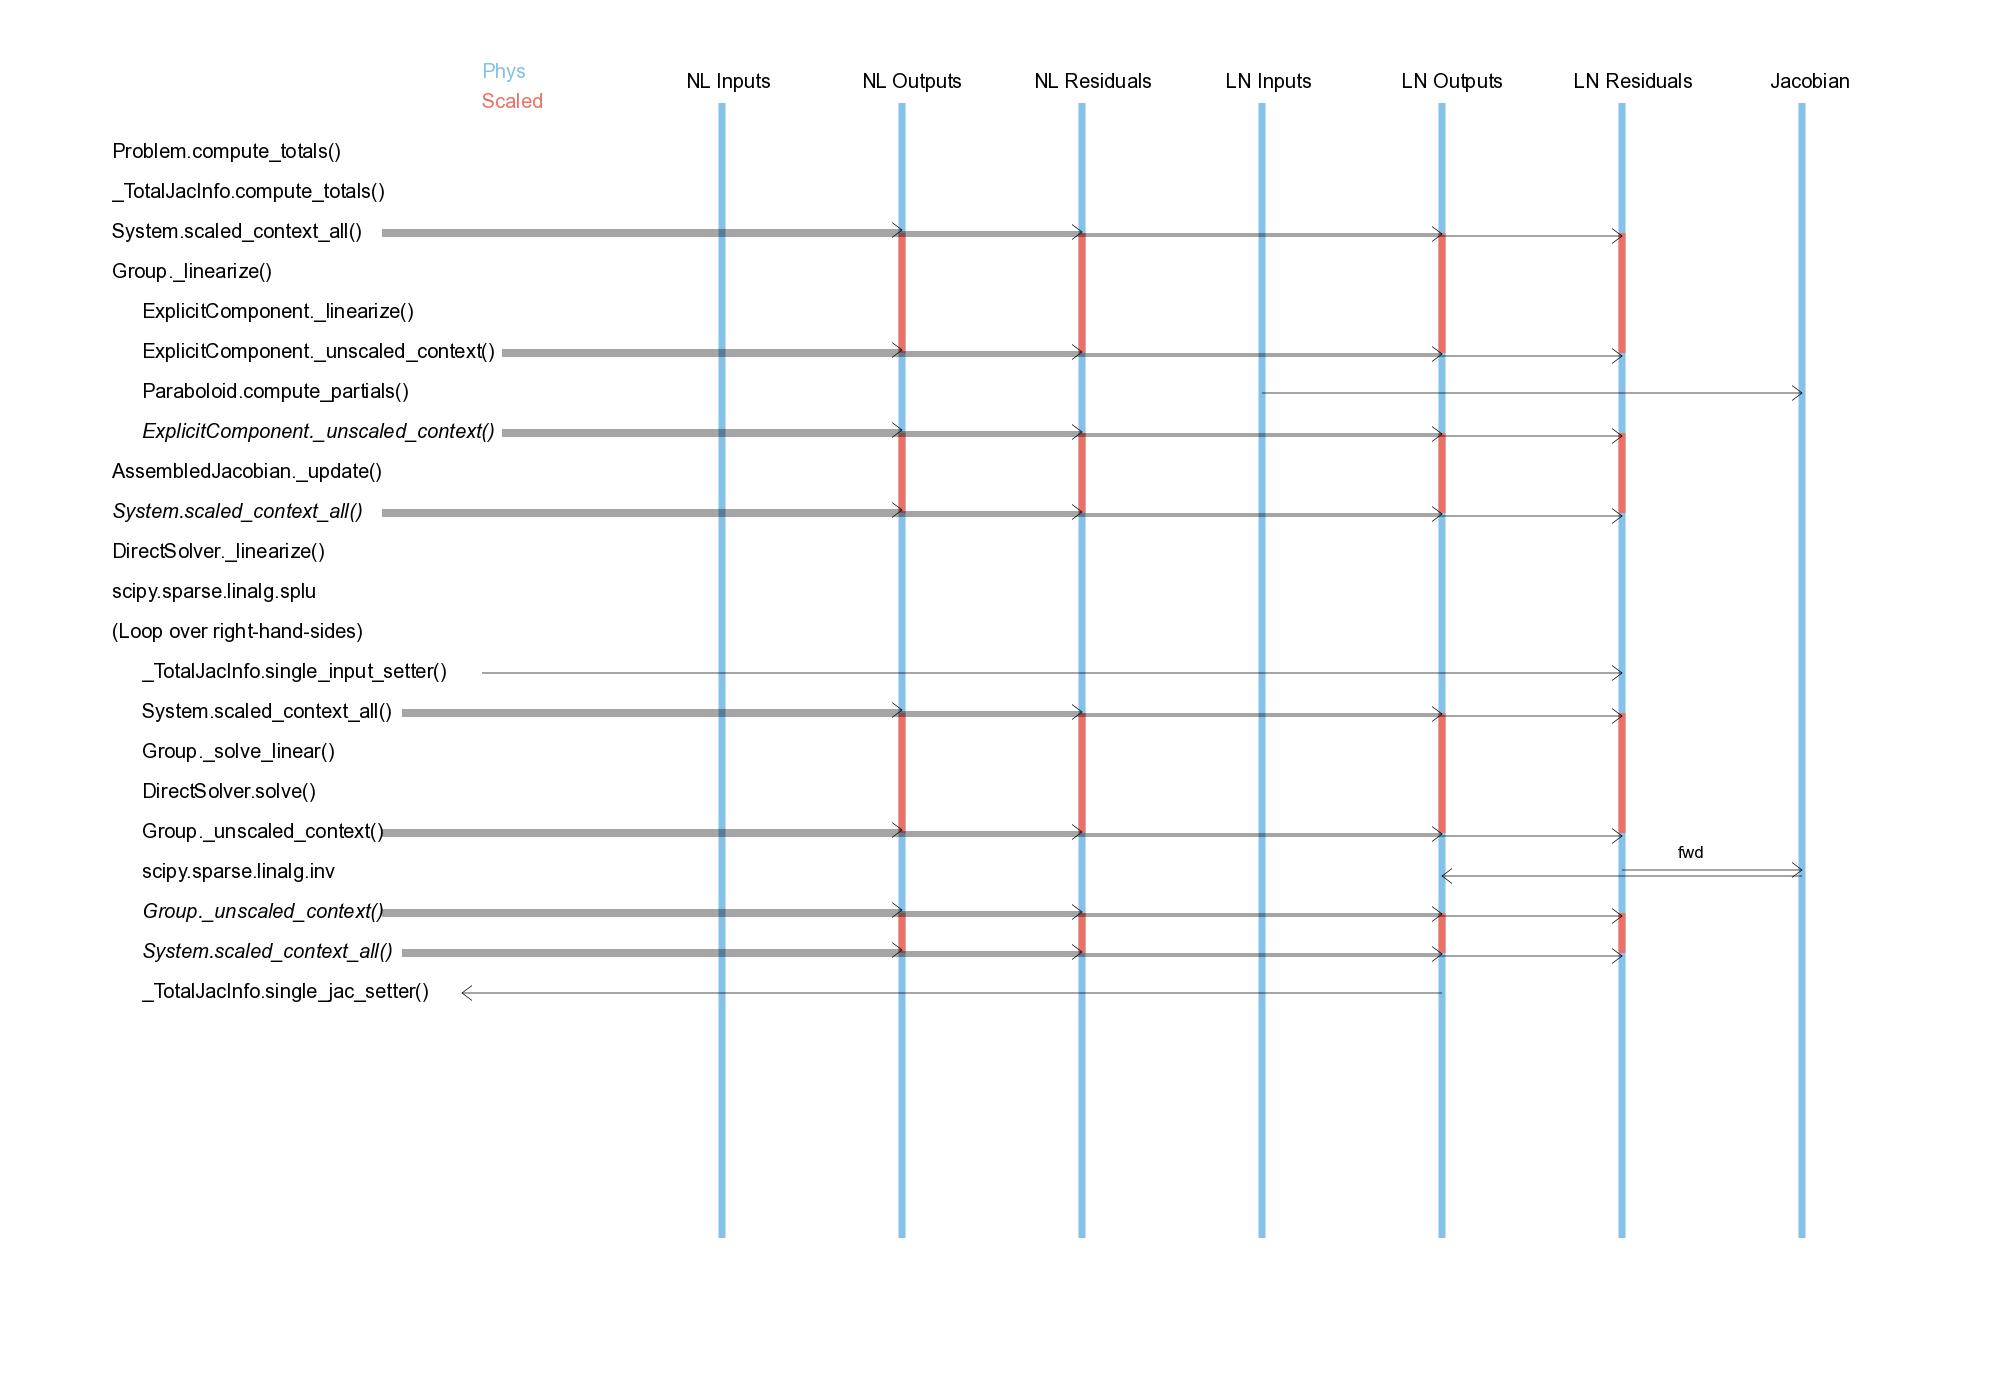 Phys
Scaled
NL Inputs
NL Outputs
NL Residuals
LN Inputs
LN Outputs
LN Residuals
Jacobian
Problem.compute_totals()
_TotalJacInfo.compute_totals()
System.scaled_context_all()
Group._linearize()
ExplicitComponent._linearize()
ExplicitComponent._unscaled_context()
Paraboloid.compute_partials()
ExplicitComponent._unscaled_context()
AssembledJacobian._update()
System.scaled_context_all()
DirectSolver._linearize()
scipy.sparse.linalg.splu
(Loop over right-hand-sides)
_TotalJacInfo.single_input_setter()
System.scaled_context_all()
Group._solve_linear()
DirectSolver.solve()
Group._unscaled_context()
fwd
scipy.sparse.linalg.inv
Group._unscaled_context()
System.scaled_context_all()
_TotalJacInfo.single_jac_setter()